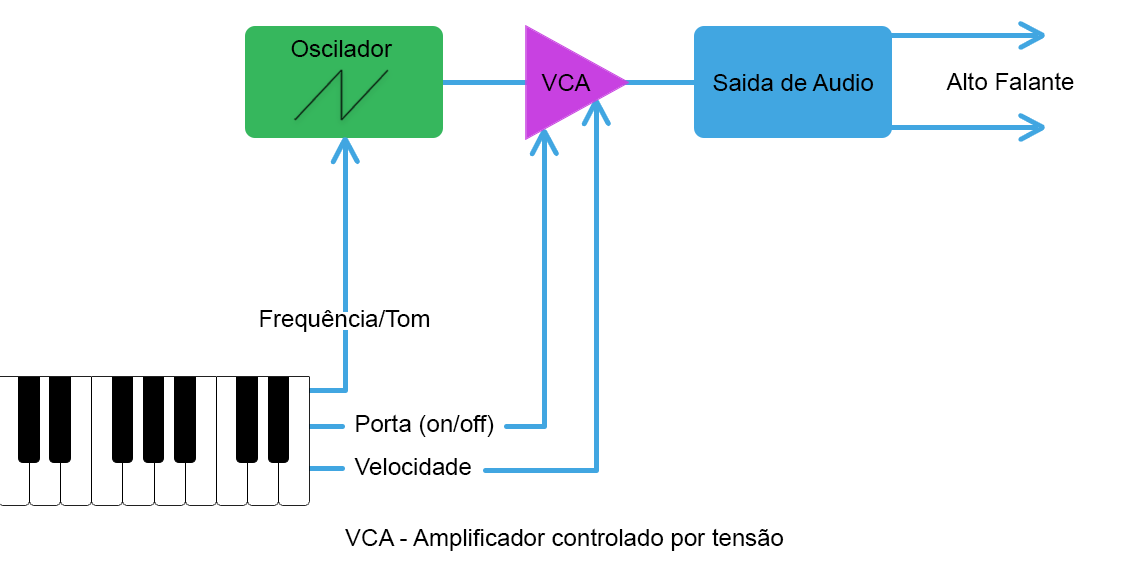 Oscilador
VCA
Saida de Audio
Alto Falante
Frequência/Tom
Porta (on/off)
Velocidade
VCA - Amplificador controlado por tensão